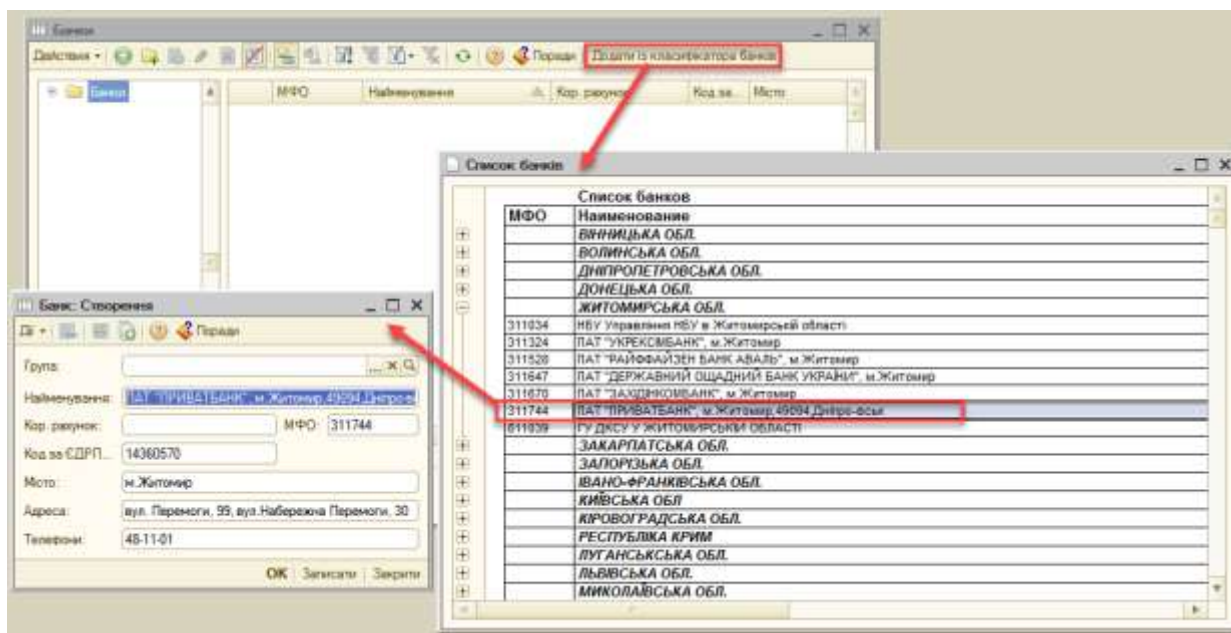 Банки
Действия
Поради
Додати із класифікатора банків
Банки
МФО Найменування Кор. рахунок Код за... Місто
Список банків
Список банков
МФО Наименование
ВІННИЦЬКА ОБЛ.
ВОЛИНСЬКА ОБЛ.
ДНІПРОПЕТРОВСЬКА ОБЛ.
ДОНЕЦЬКА ОБЛ.
ЖИТОМИРСЬКА ОБЛ.
311034 НБУ Управління НБУ в Житомирській області
311324 ПАТ "УКРЕКСІМБАНК", м.Житомир
311528 ПАТ "РАЙФФАЙЗЕН БАНК АВАЛЬ", м.Житомир
311647 ПАТ "ДЕРЖАВНИЙ ОЩАДНИЙ БАНК УКРАЇНИ", м.Житомир
311670 ПАТ "ЗАХІДІНКОМБАНК", м.Житомир
311744 ПАТ "ПРИВАТБАНК", м.Житомир,49094,Дніпро-вськ
811039 ГУ ДКСУ У ЖИТОМИРСЬКІЙ ОБЛАСТІ
ЗАКАРПАТСЬКА ОБЛ.
ЗАПОРІЗЬКА ОБЛ.
ІВАНО-ФРАНКІВСЬКА ОБЛ.
КИЇВСЬКА ОБЛ
КІРОВОГРАДСЬКА ОБЛ.
РЕСПУБЛІКА КРИМ
ЛУГАНСЬКСЬКА ОБЛ.
ЛЬВІВСЬКА ОБЛ.
МИКОЛАЇВСЬКА ОБЛ.
Банк: Створення
Дії
Поради
Група:
Найменування: ПАТ "ПРИВАТБАНК", м.Житомир,49094,Дніпро-в
Кор. рахунок: МФО: 311744
Код за ЄДРП... 14360570
Місто: м.Житомир
Адреса: вул. Перемоги, 99, вул.Набережна Перемоги, 30
Телефони: 48-11-01
OK Записати Закрити